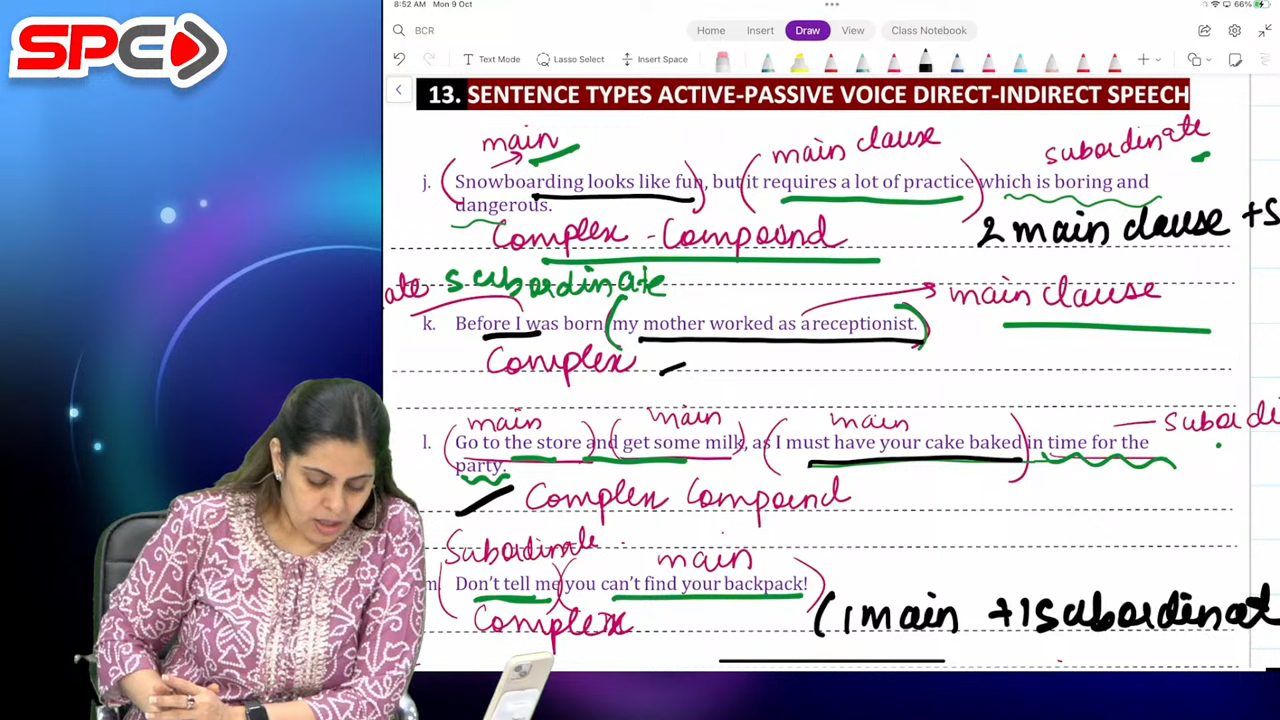 8:52 AM Mon 9 Oct
66%
SPE
BCR
Home Insert Draw View Class Notebook
Text Mode Lasso Select Insert Space
13. SENTENCE TYPES ACTIVE-PASSIVE VOICE DIRECT-INDIRECT SPEECH
main main clause subordinate
j. Snowboarding looks like fun, but it requires a lot of practice which is boring and
dangerous.
Complex - Compound 2 main clause + S
ate subordinate main clause
k. Before I was born my mother worked as a receptionist.
Complex
main main main subordi
l. Go to the store and get some milk, as I must have your cake baked in time for the
party.
Complex Compound
Subordinate main
m. Don't tell me you can't find your backpack!
Complex (1 main + 1 subordinat